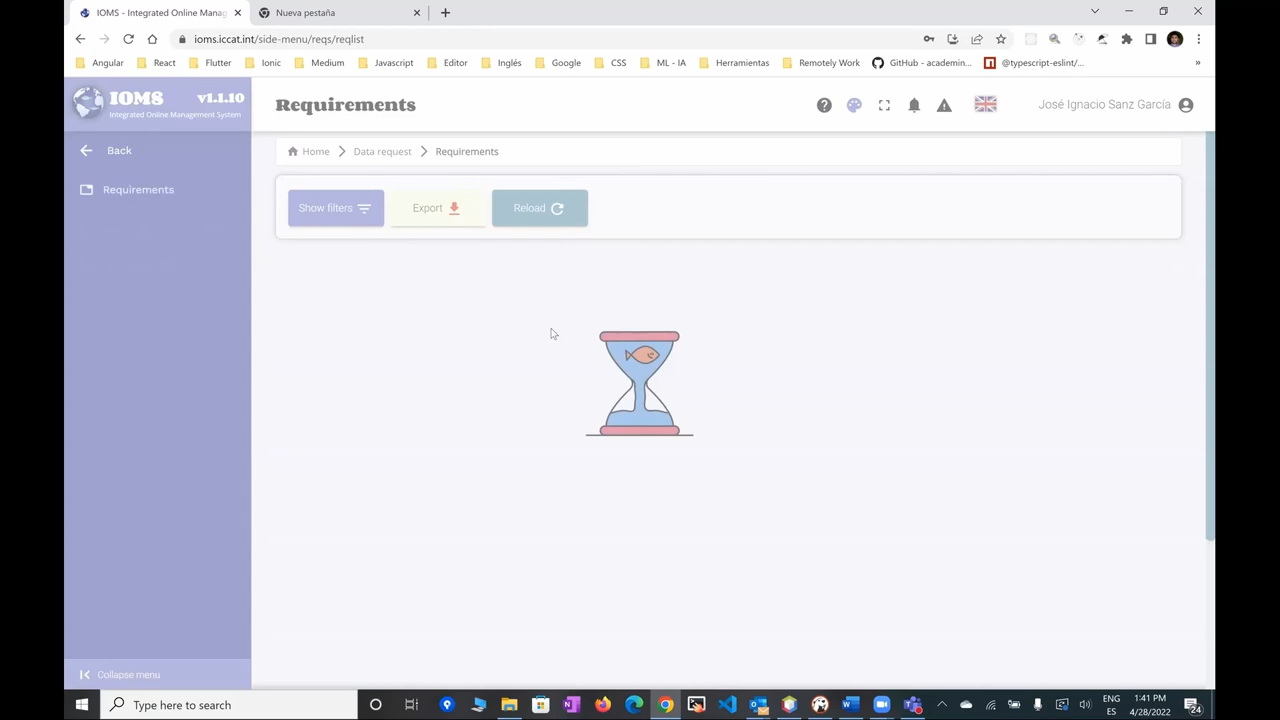 IOMS - Integrated Online Manag
Nueva pestaña
ioms.iccat.int/side-menu/reqs/reqlist
Angular
React
Flutter
Ionic
Medium
Javascript
Editor
Inglés
Google
CSS
ML - IA
Herramientas
Remotely Work
GitHub - academin...
@typescript-eslint/...
»
IOMS v1.1.10
Integrated Online Management System
Requirements
José Ignacio Sanz García
Back
Home
Data request
Requirements
Requirements
Show filters
Export
Reload
Collapse menu
Type here to search
ENG
ES
1:41 PM
4/28/2022
24